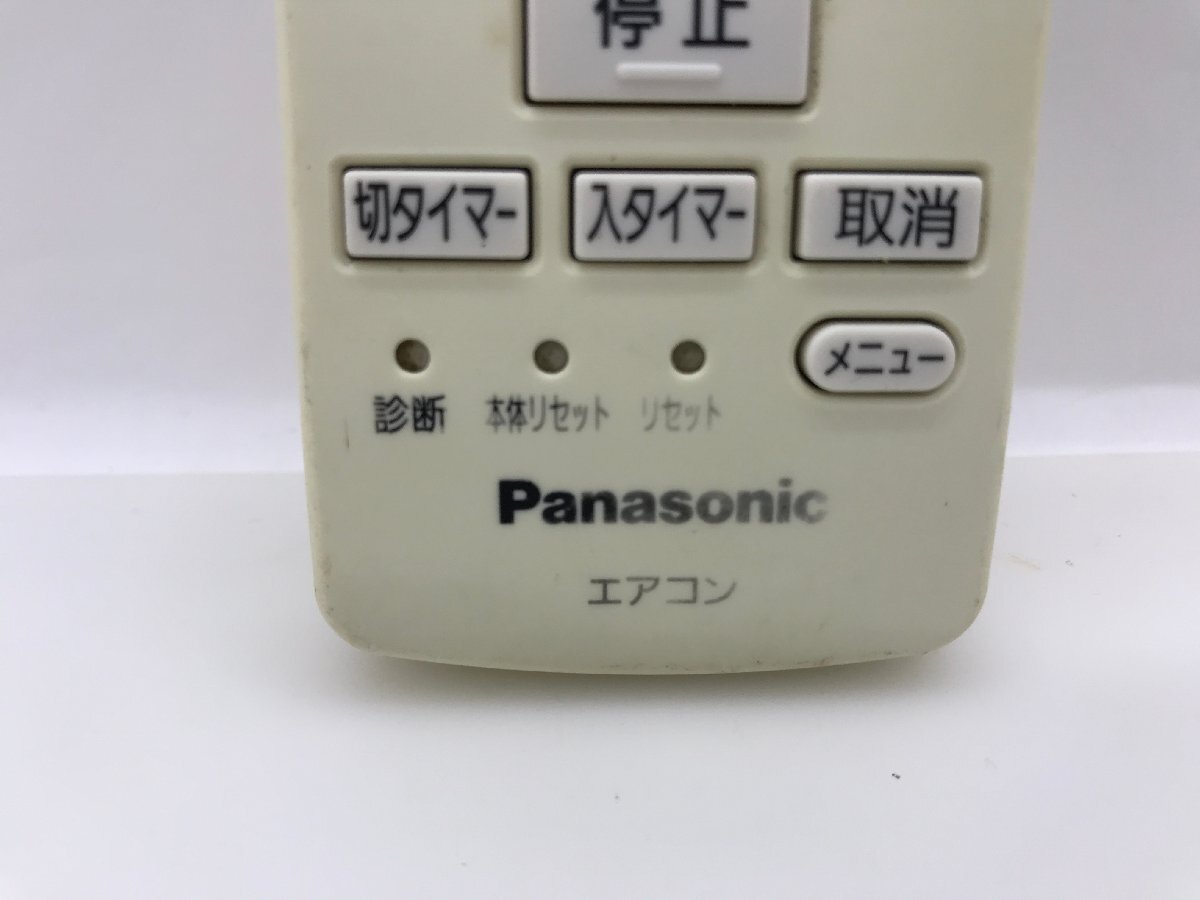 停止
切タイマー 入タイマー 取消
メニュー
診断 本体リセット リセット
Panasonic
エアコン